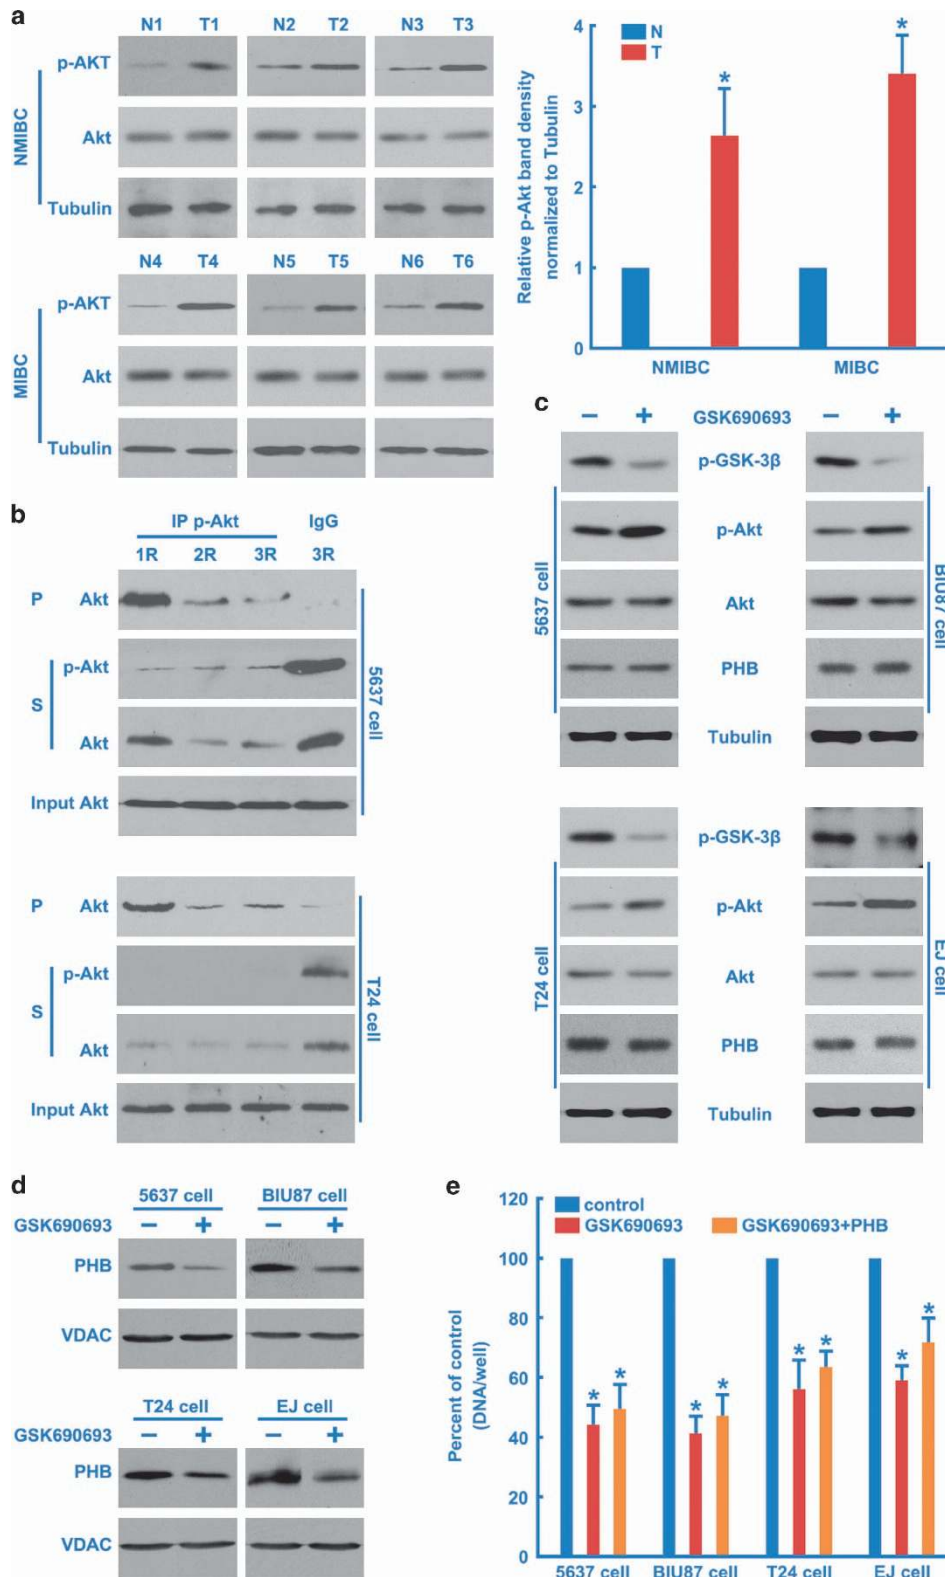 a
N1 T1 N2 T2 N3 T3
p-AKT
NMIBC
Akt
Tubulin
N4 T4 N5 T5 N6 T6
p-AKT
MIBC
Akt
Tubulin
Relative p-Akt band density
normalized to Tubulin
4
3
2
1
0
N
T
*
*
NMIBC MIBC
b
IP p-Akt IgG
1R 2R 3R 3R
P Akt
p-Akt
S
Akt
Input Akt
5637 cell
P Akt
p-Akt
S
Akt
Input Akt
T24 cell
c
− + GSK690693 − +
p-GSK-3β
p-Akt
5637 cell
BIU87 cell
Akt
PHB
Tubulin
p-GSK-3β
p-Akt
T24 cell
EJ cell
Akt
PHB
Tubulin
d
5637 cell BIU87 cell
GSK690693 − + − +
PHB
VDAC
T24 cell EJ cell
GSK690693 − + − +
PHB
VDAC
e
Percent of control
(DNA/well)
120
100
80
60
40
20
0
control
GSK690693 GSK690693+PHB
* * * * * * * *
5637 cell BIU87 cell T24 cell EJ cell